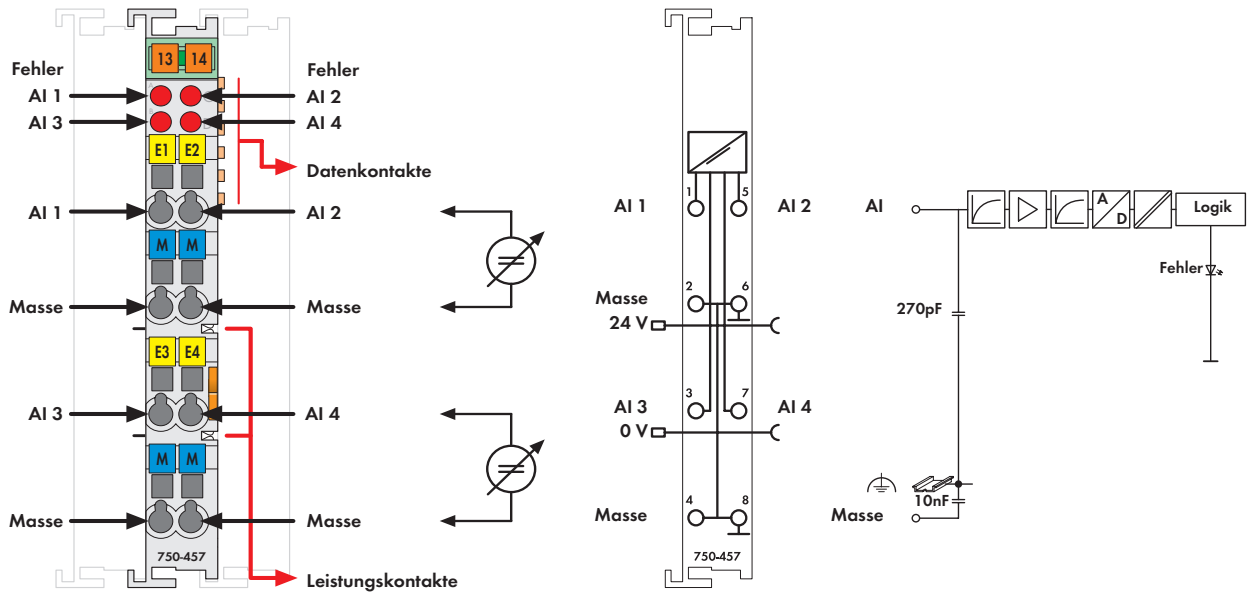 13 14
Fehler Fehler
AI 1 AI 2
AI 3 AI 4
E1 E2
Datenkontakte
AI 1 AI 2
M M
Masse Masse
E3 E4
AI 3 AI 4
M M
Masse Masse
750-457
Leistungskontakte
1 5
AI 1 AI 2
2 6
Masse
24 V
3 7
AI 3 AI 4
0 V
4 8
Masse
750-457
AI
A
D
Logik
Fehler
270pF
10nF
Masse